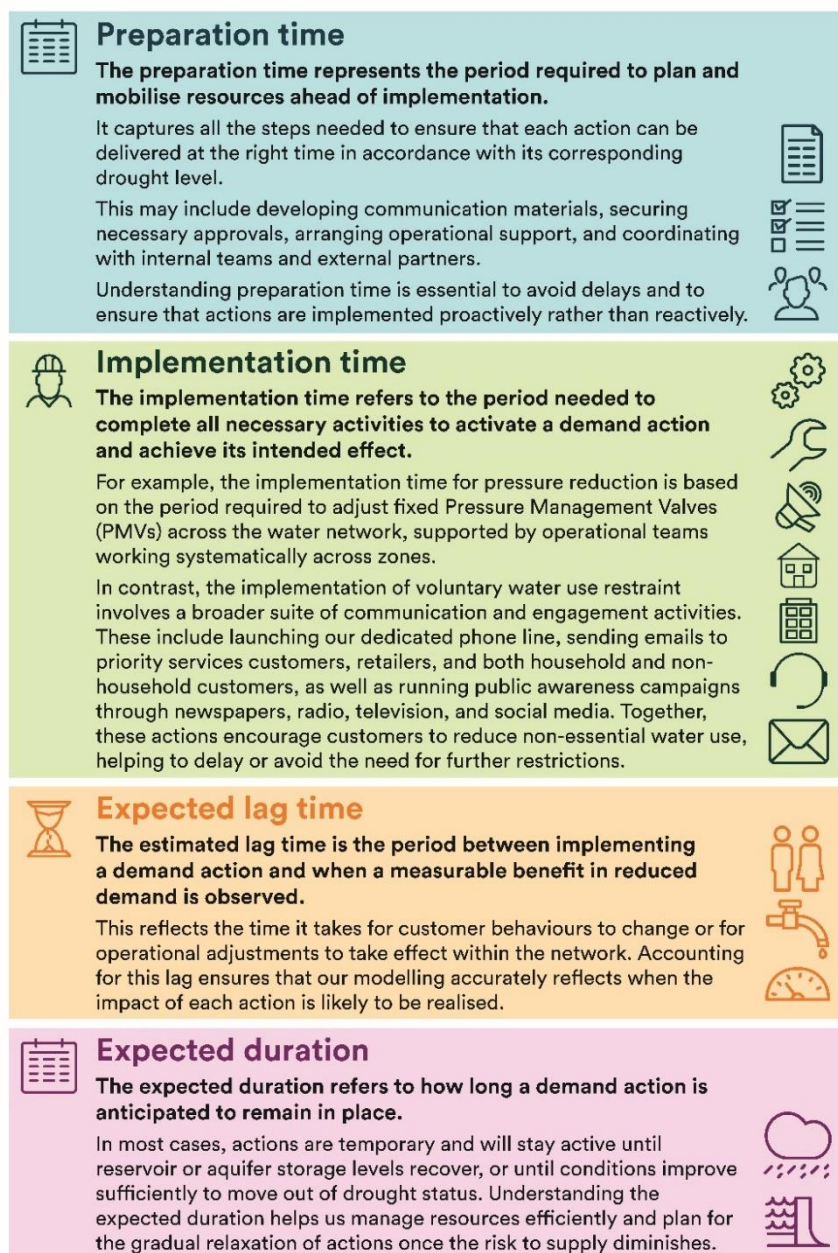 Preparation time
The preparation time represents the period required to plan and
mobilise resources ahead of implementation.
It captures all the steps needed to ensure that each action can be
delivered at the right time in accordance with its corresponding
drought level.
This may include developing communication materials, securing
necessary approvals, arranging operational support, and coordinating
with internal teams and external partners.
Understanding preparation time is essential to avoid delays and to
ensure that actions are implemented proactively rather than reactively.
Implementation time
The implementation time refers to the period needed to
complete all necessary activities to activate a demand action
and achieve its intended effect.
For example, the implementation time for pressure reduction is based
on the period required to adjust fixed Pressure Management Valves
(PMVs) across the water network, supported by operational teams
working systematically across zones.
In contrast, the implementation of voluntary water use restraint
involves a broader suite of communication and engagement activities.
These include launching our dedicated phone line, sending emails to
priority services customers, retailers, and both household and non-
household customers, as well as running public awareness campaigns
through newspapers, radio, television, and social media. Together,
these actions encourage customers to reduce non-essential water use,
helping to delay or avoid the need for further restrictions.
Expected lag time
The estimated lag time is the period between implementing
a demand action and when a measurable benefit in reduced
demand is observed.
This reflects the time it takes for customer behaviours to change or for
operational adjustments to take effect within the network. Accounting
for this lag ensures that our modelling accurately reflects when the
impact of each action is likely to be realised.
Expected duration
The expected duration refers to how long a demand action is
anticipated to remain in place.
In most cases, actions are temporary and will stay active until
reservoir or aquifer storage levels recover, or until conditions improve
sufficiently to move out of drought status. Understanding the
expected duration helps us manage resources efficiently and plan for
the gradual relaxation of actions once the risk to supply diminishes.